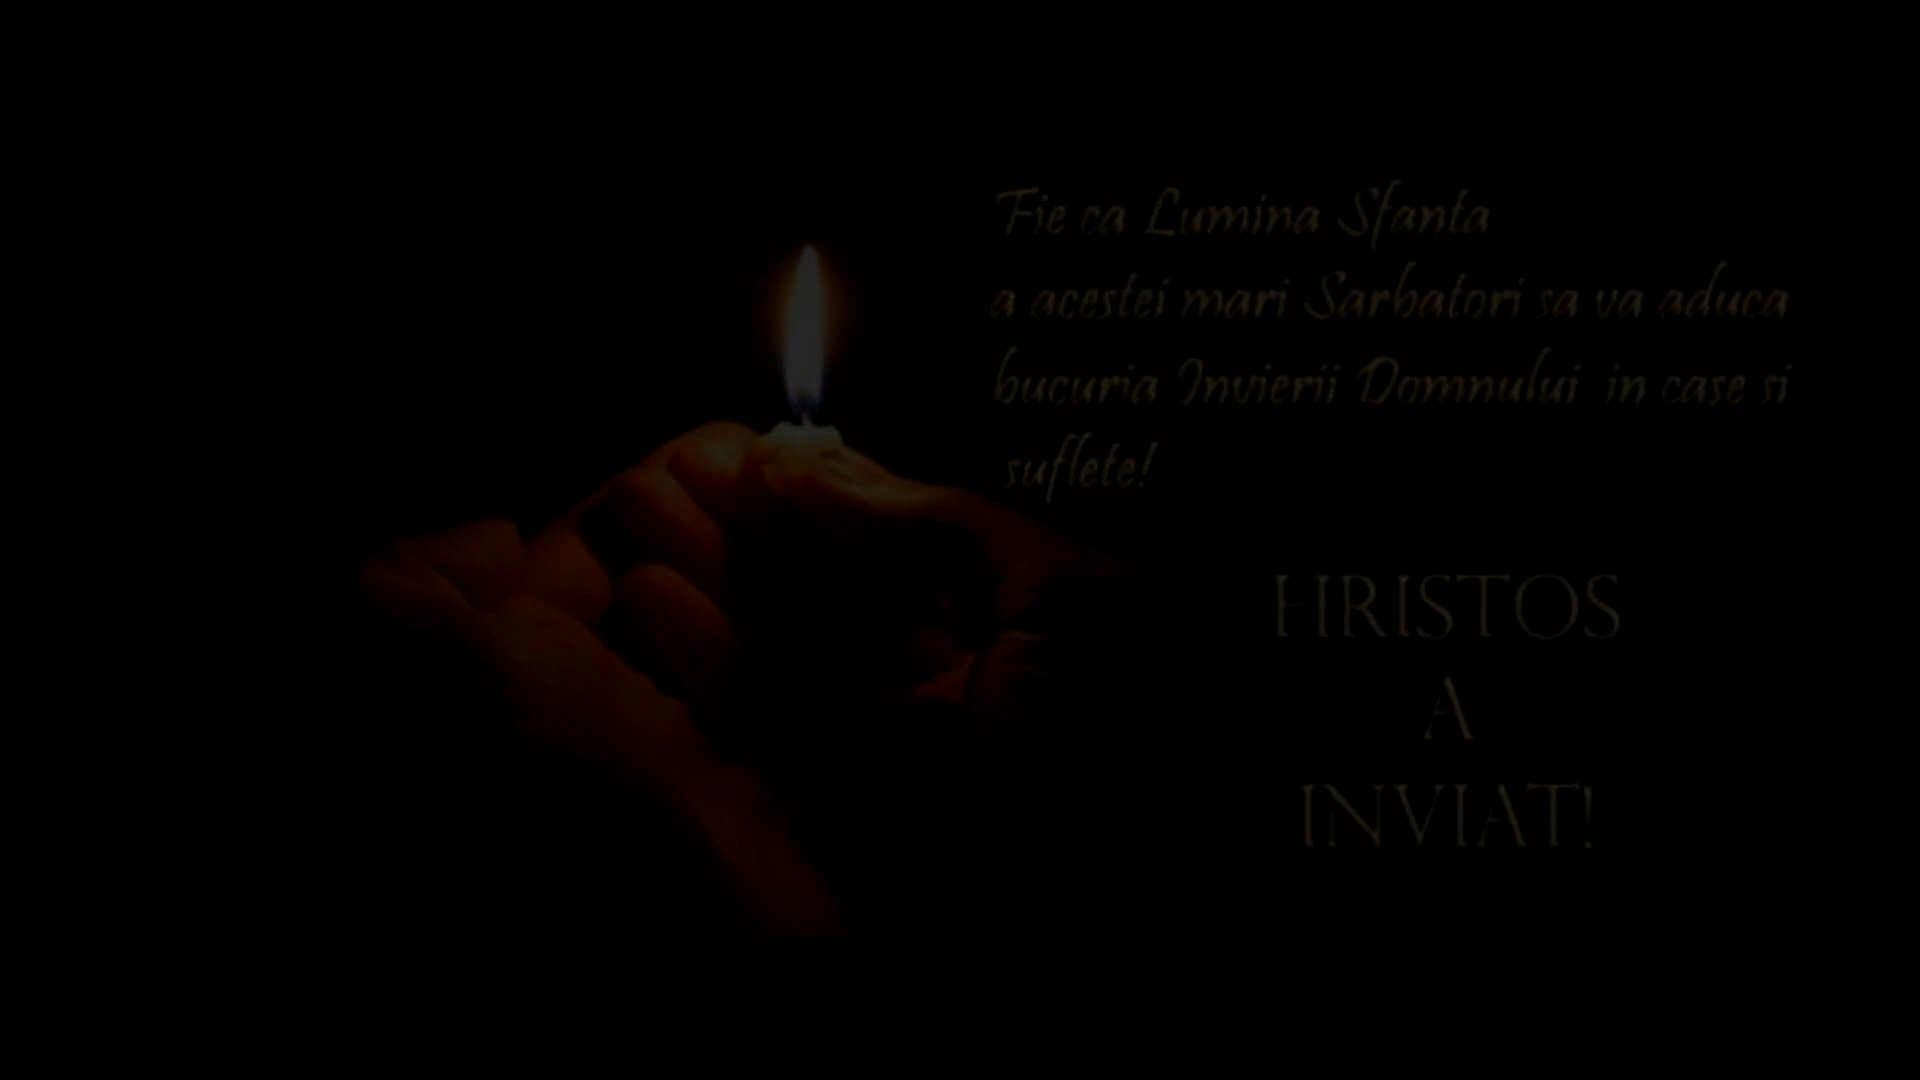 Fie ca Lumina Sfanta
a acestei mari Sarbatori sa va aduca
bucuria Invierii Domnului in case si
suflete!
HRISTOS
A
INVIAT!